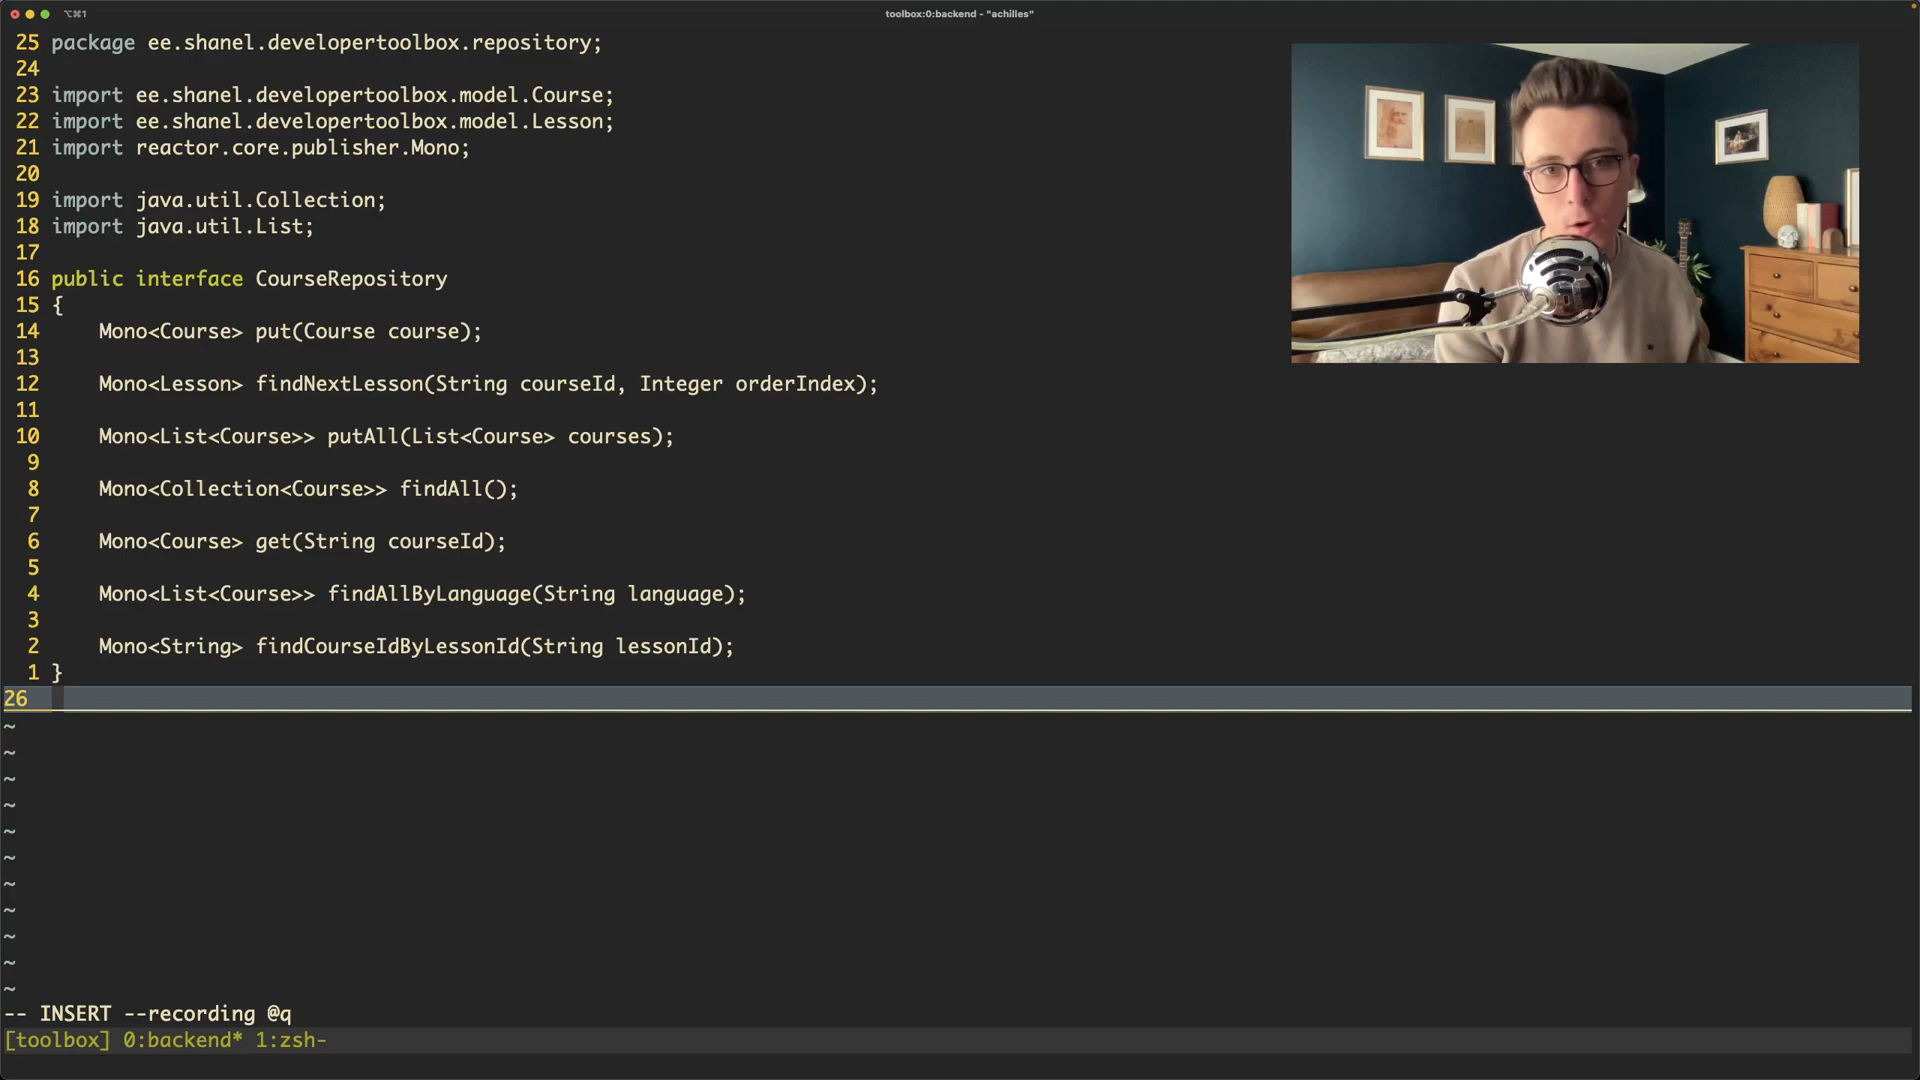 ⌥⌘1
toolbox:0:backend - "achilles"
25 package ee.shanel.developertoolbox.repository;
24
23 import ee.shanel.developertoolbox.model.Course;
22 import ee.shanel.developertoolbox.model.Lesson;
21 import reactor.core.publisher.Mono;
20
19 import java.util.Collection;
18 import java.util.List;
17
16 public interface CourseRepository
15 {
14     Mono<Course> put(Course course);
13
12     Mono<Lesson> findNextLesson(String courseId, Integer orderIndex);
11
10     Mono<List<Course>> putAll(List<Course> courses);
9
8     Mono<Collection<Course>> findAll();
7
6     Mono<Course> get(String courseId);
5
4     Mono<List<Course>> findAllByLanguage(String language);
3
2     Mono<String> findCourseIdByLessonId(String lessonId);
1 }
26
~
~
~
~
~
~
~
~
~
~
~
-- INSERT --recording @q
[toolbox] 0:backend* 1:zsh-